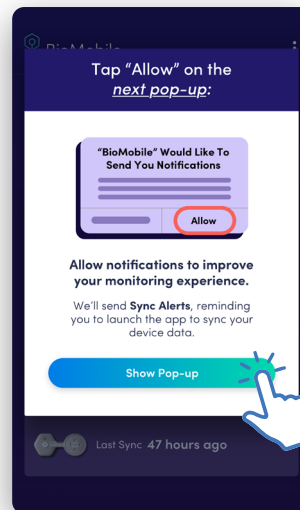 BioMobile
Tap “Allow” on the
next pop-up:
“BioMobile” Would Like To
Send You Notifications
Allow
Allow notifications to improve
your monitoring experience.
We’ll send Sync Alerts, reminding
you to launch the app to sync your
device data.
Show Pop-up
Last Sync 47 hours ago